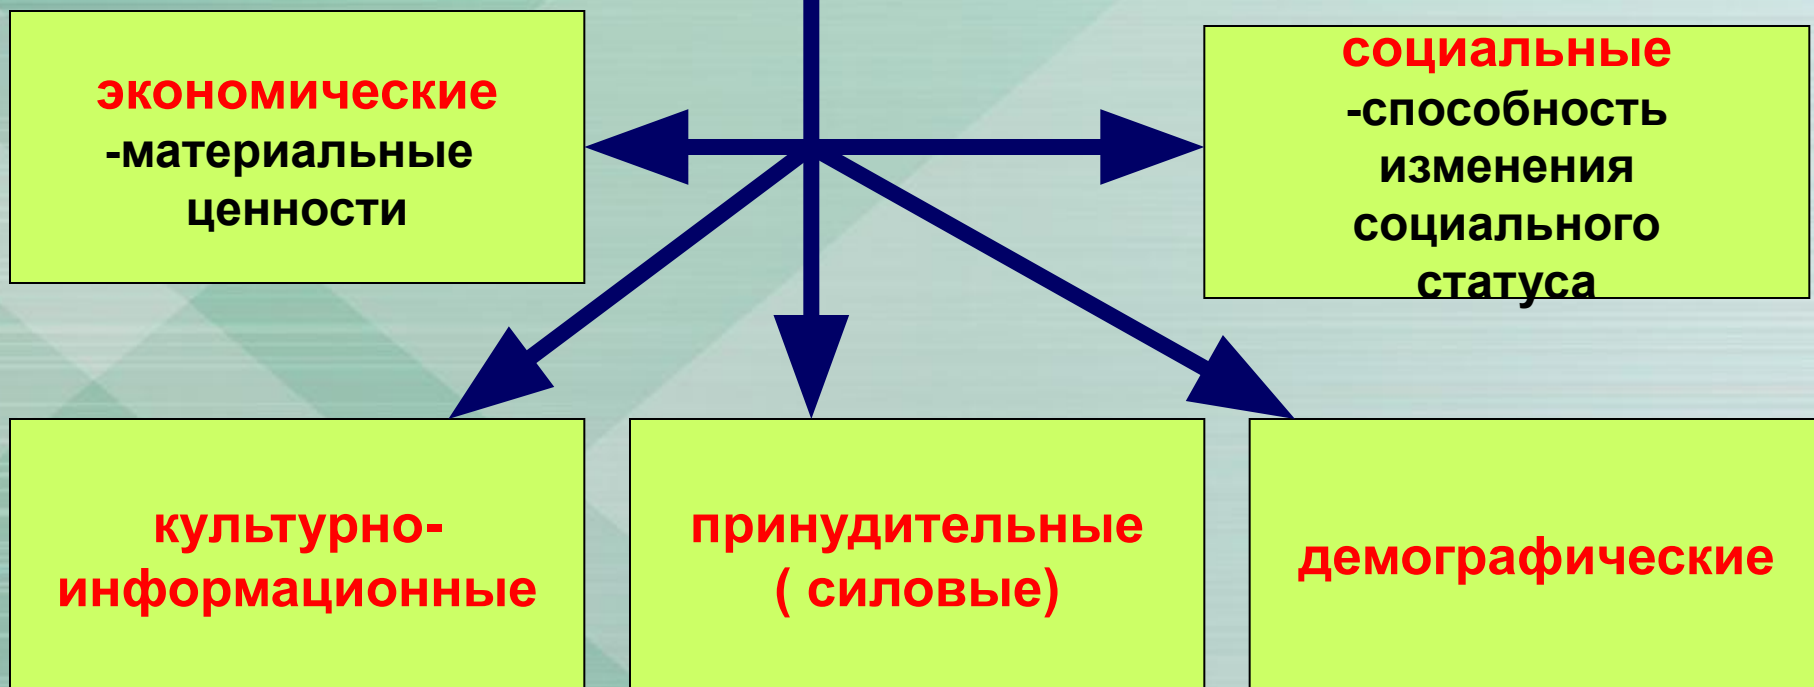 экономические
-материальные
ценности
социальные
-способность
изменения
социального
статуса
культурно-
информационные
принудительные
( силовые)
демографические